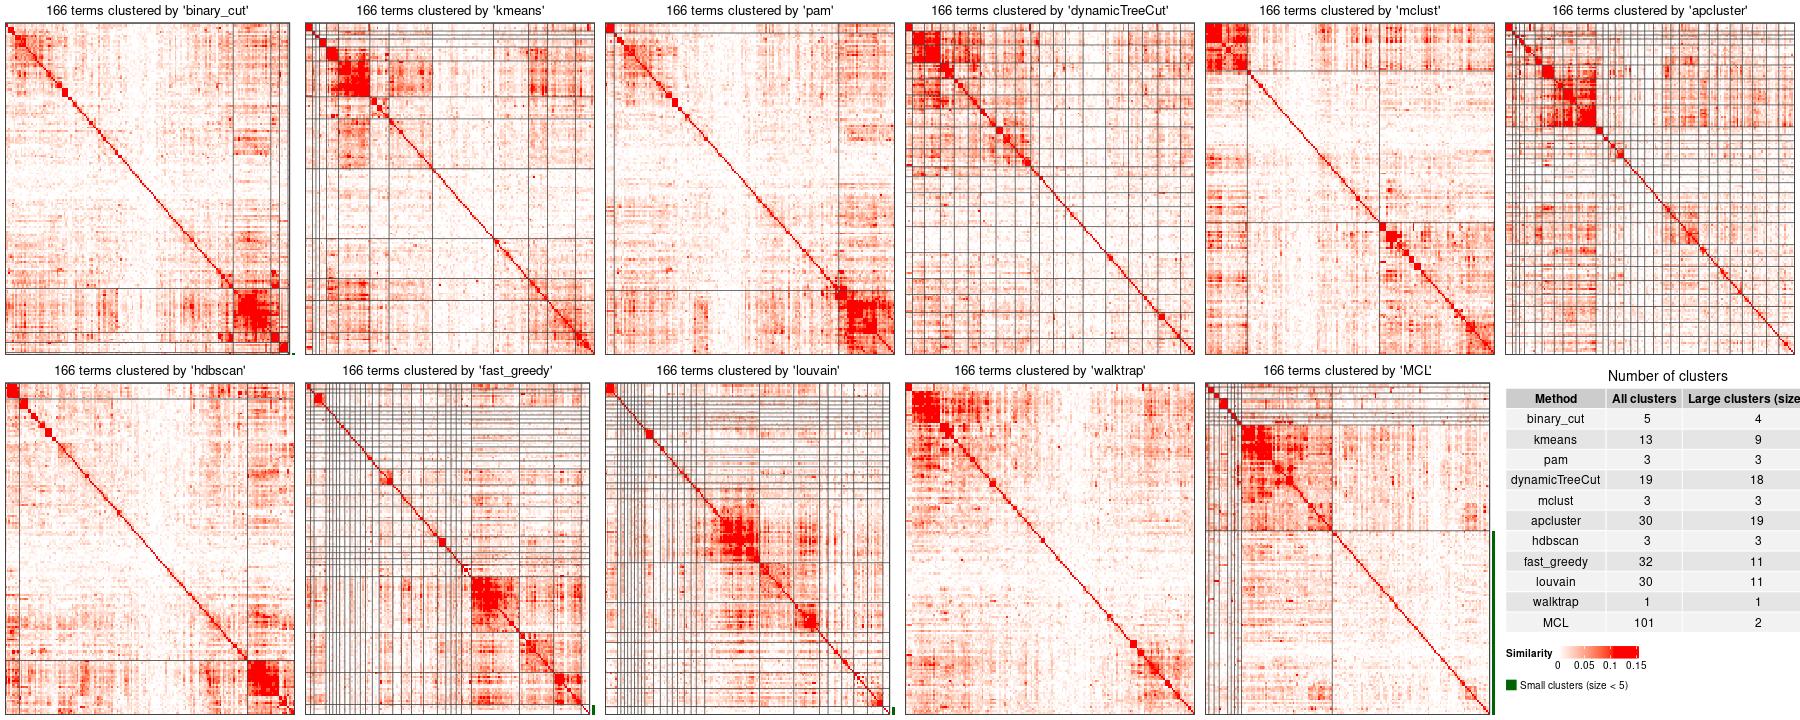 166 terms clustered by 'binary_cut'
166 terms clustered by 'kmeans'
166 terms clustered by 'pam'
166 terms clustered by 'dynamicTreeCut'
166 terms clustered by 'mclust'
166 terms clustered by 'apcluster'
166 terms clustered by 'hdbscan'
166 terms clustered by 'fast_greedy'
166 terms clustered by 'louvain'
166 terms clustered by 'walktrap'
166 terms clustered by 'MCL'
Number of clusters
Method All clusters Large clusters (size
binary_cut 5 4
kmeans 13 9
pam 3 3
dynamicTreeCut 19 18
mclust 3 3
apcluster 30 19
hdbscan 3 3
fast_greedy 32 11
louvain 30 11
walktrap 1 1
MCL 101 2
Similarity
0 0.05 0.1 0.15
Small clusters (size < 5)